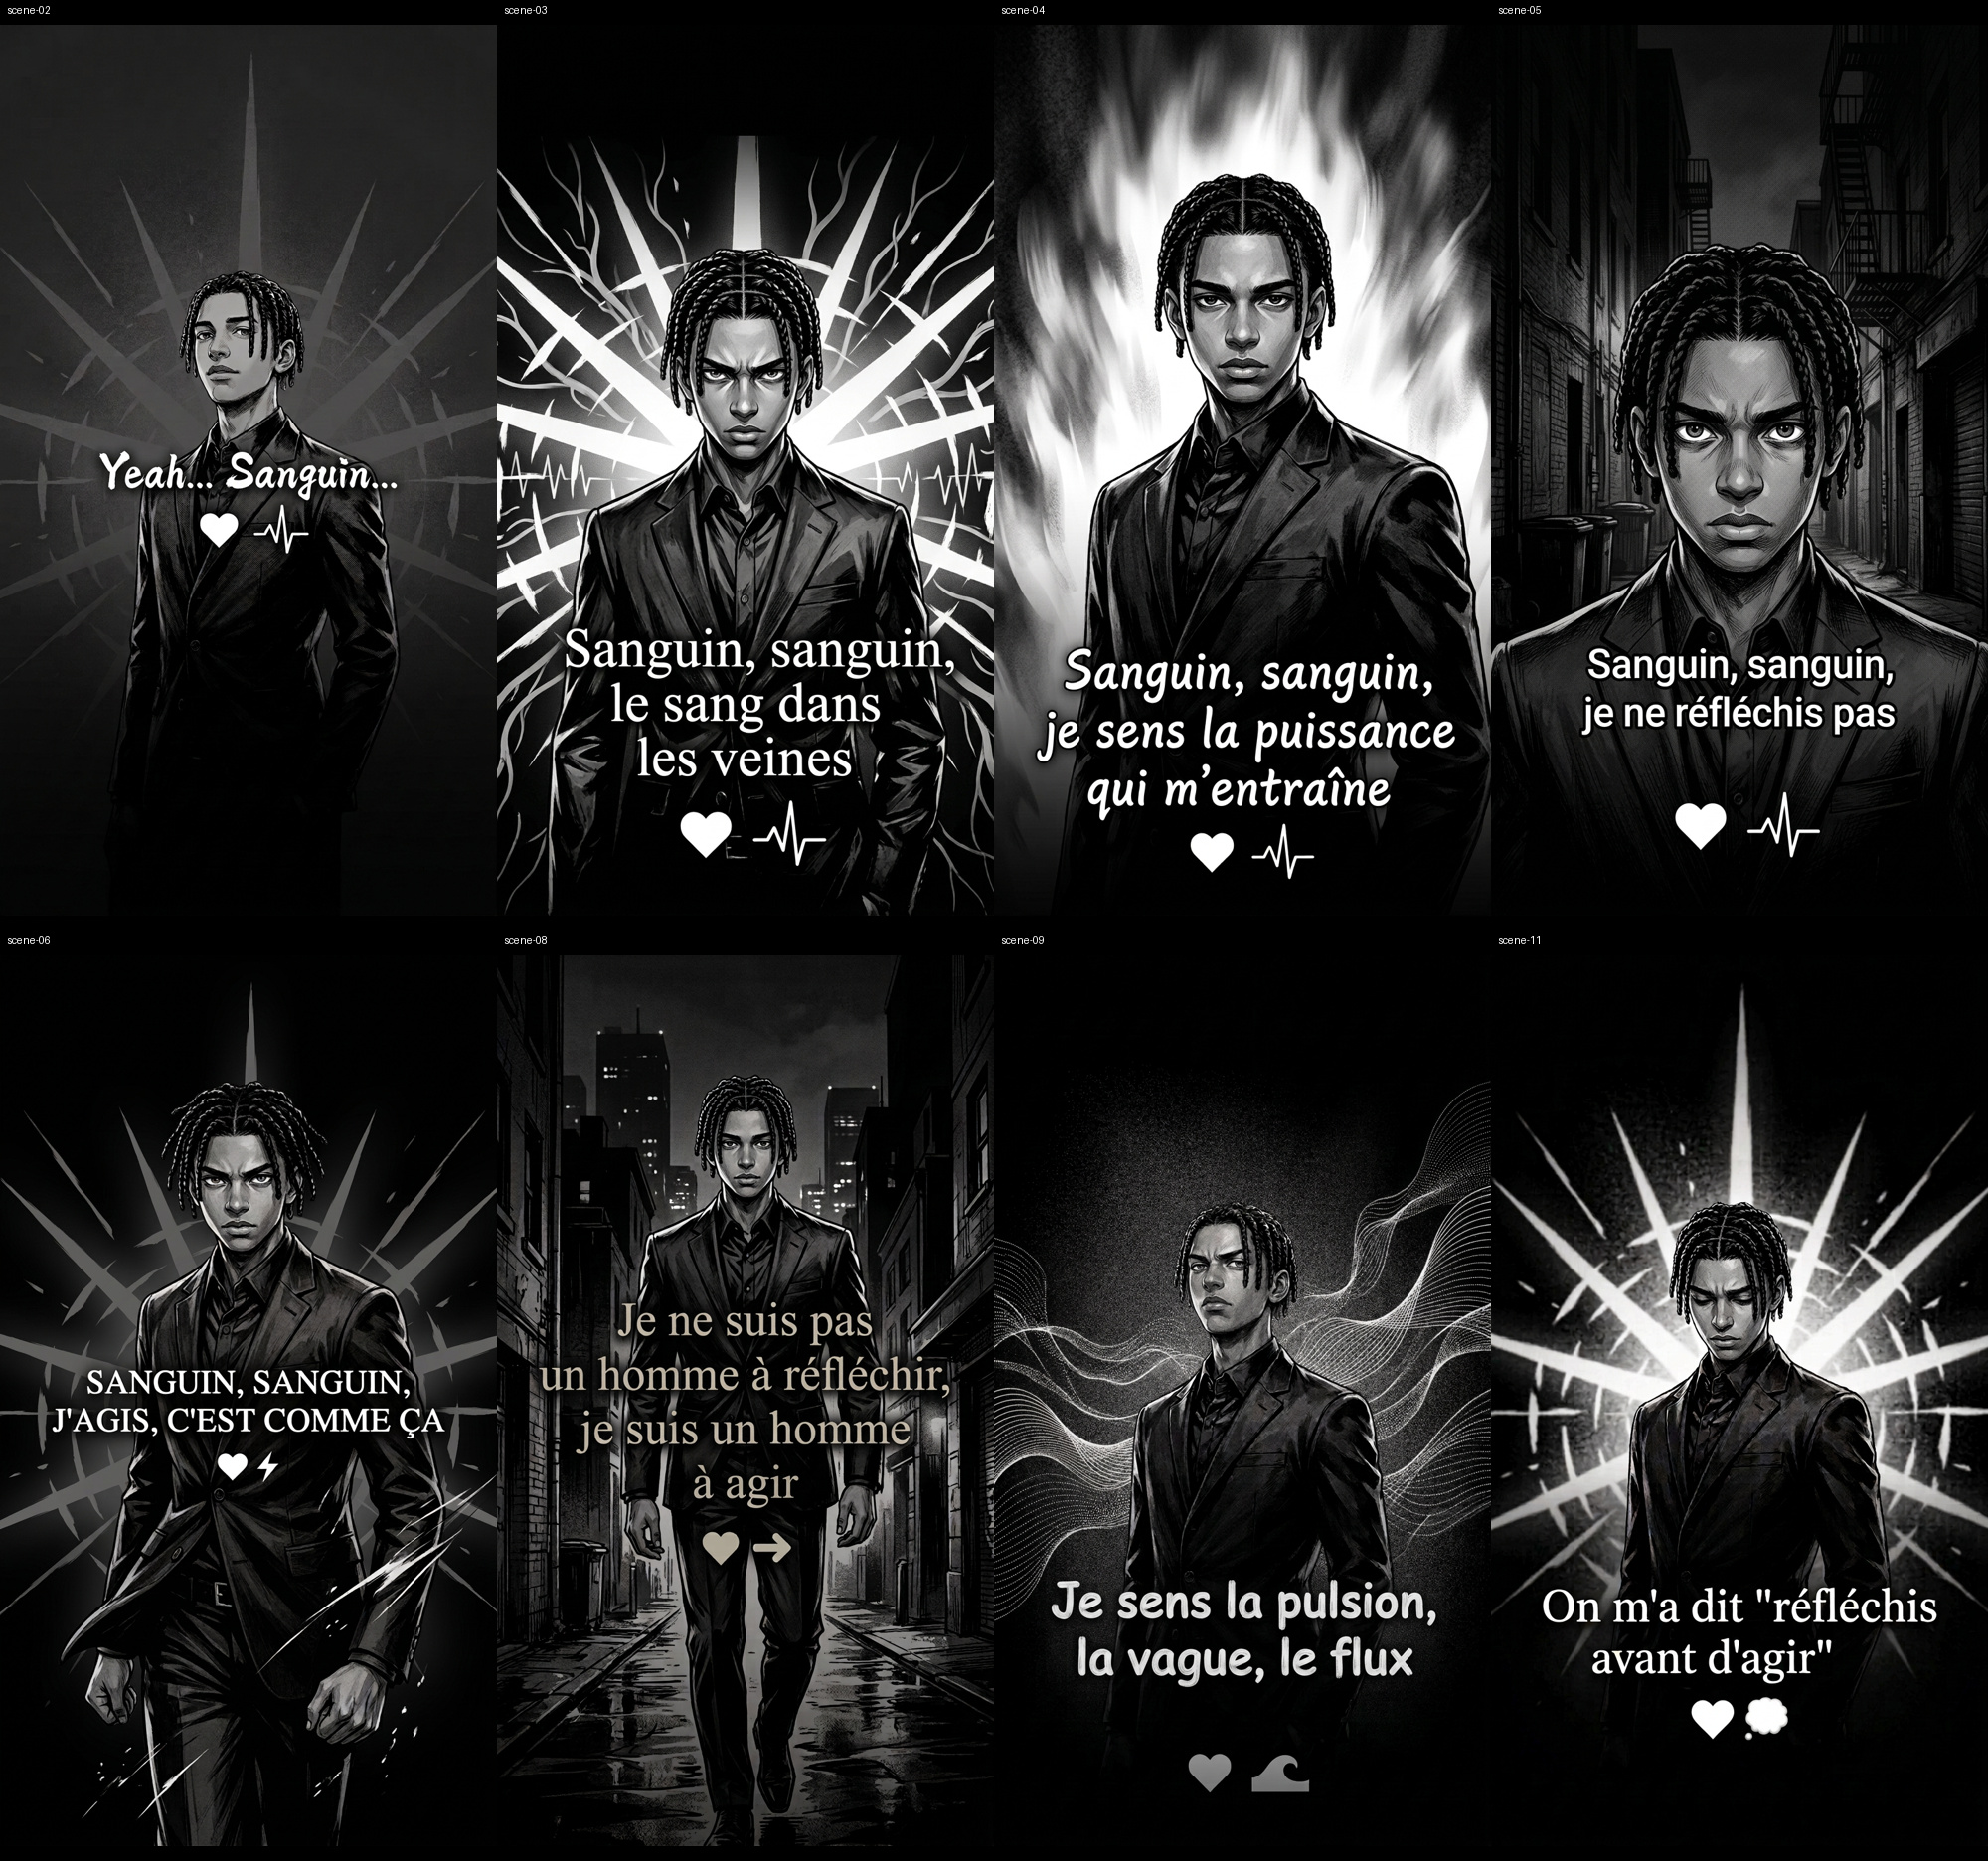 scene-02
Yeah... Sanguin...
scene-03
Sanguin, sanguin,
le sang dans
les veines
scene-04
Sanguin, sanguin,
je sens la puissance
qui m’entraîne
scene-05
Sanguin, sanguin,
je ne réfléchis pas
scene-06
SANGUIN, SANGUIN,
J'AGIS, C'EST COMME ÇA
scene-08
Je ne suis pas
un homme à réfléchir,
je suis un homme
à agir
scene-09
Je sens la pulsion,
la vague, le flux
scene-11
On m'a dit "réfléchis
avant d'agir"